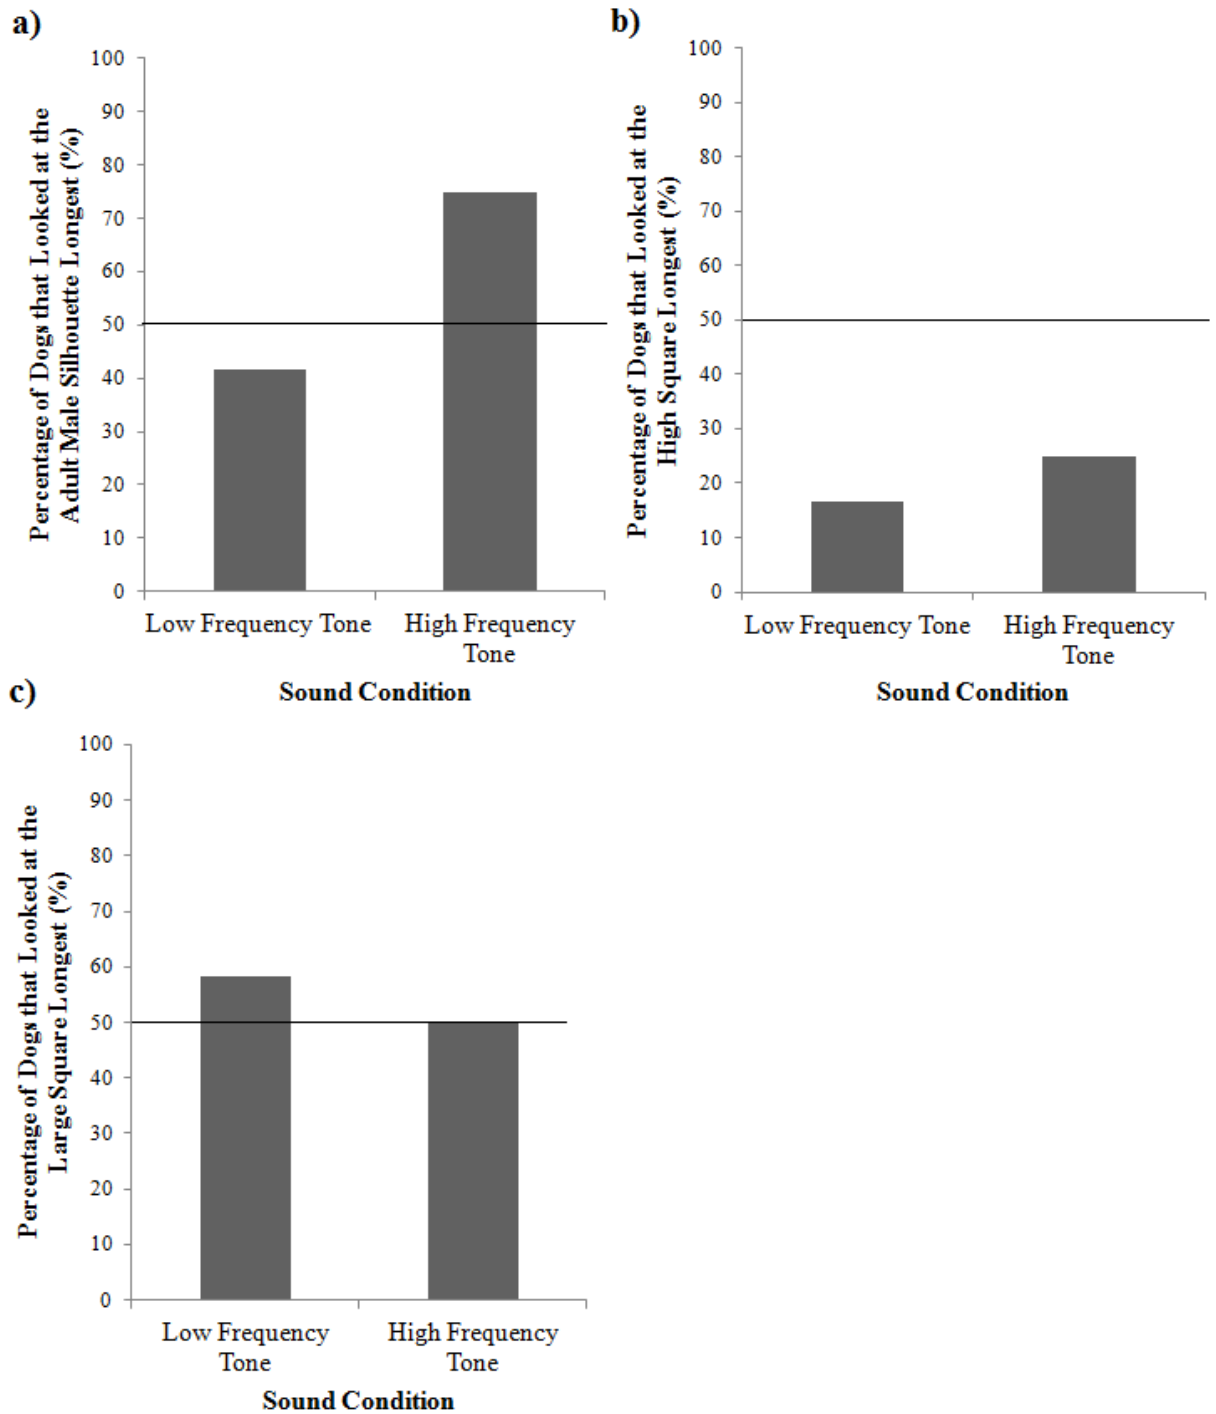 a)
Percentage of Dogs that Looked at the
Adult Male Silhouette Longest (%)
100
90
80
70
60
50
40
30
20
10
0
Low Frequency Tone
High Frequency
Tone
Sound Condition
b)
Percentage of Dogs that Looked at the
High Square Longest (%)
100
90
80
70
60
50
40
30
20
10
0
Low Frequency Tone
High Frequency
Tone
Sound Condition
c)
Percentage of Dogs that Looked at the
Large Square Longest (%)
100
90
80
70
60
50
40
30
20
10
0
Low Frequency
Tone
High Frequency
Tone
Sound Condition